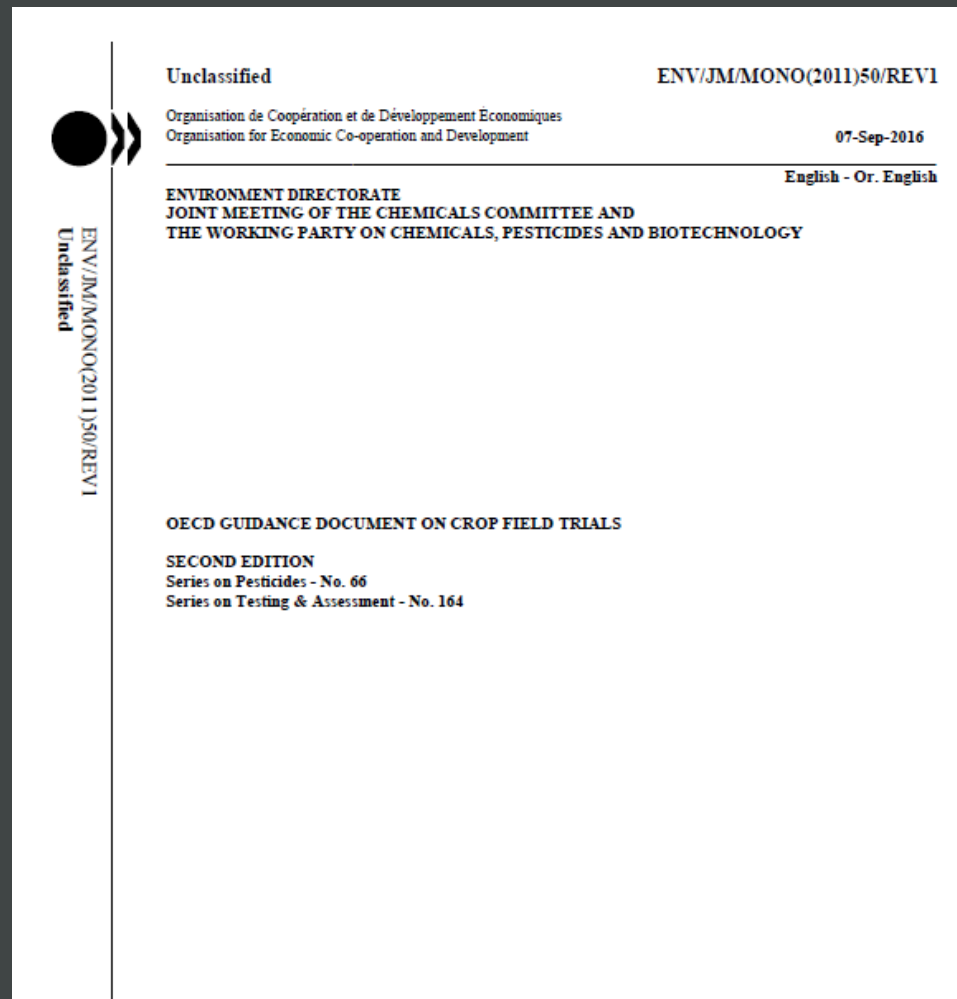 Unclassified
ENV/JM/MONO(2011)50/REV1
Organisation de Coopération et de Développement Économiques
Organisation for Economic Co-operation and Development
07-Sep-2016
English - Or. English
ENVIRONMENT DIRECTORATE
JOINT MEETING OF THE CHEMICALS COMMITTEE AND
THE WORKING PARTY ON CHEMICALS, PESTICIDES AND BIOTECHNOLOGY
ENV/JM/MONO(2011)50/REV1
Unclassified
OECD GUIDANCE DOCUMENT ON CROP FIELD TRIALS
SECOND EDITION
Series on Pesticides - No. 66
Series on Testing & Assessment - No. 164